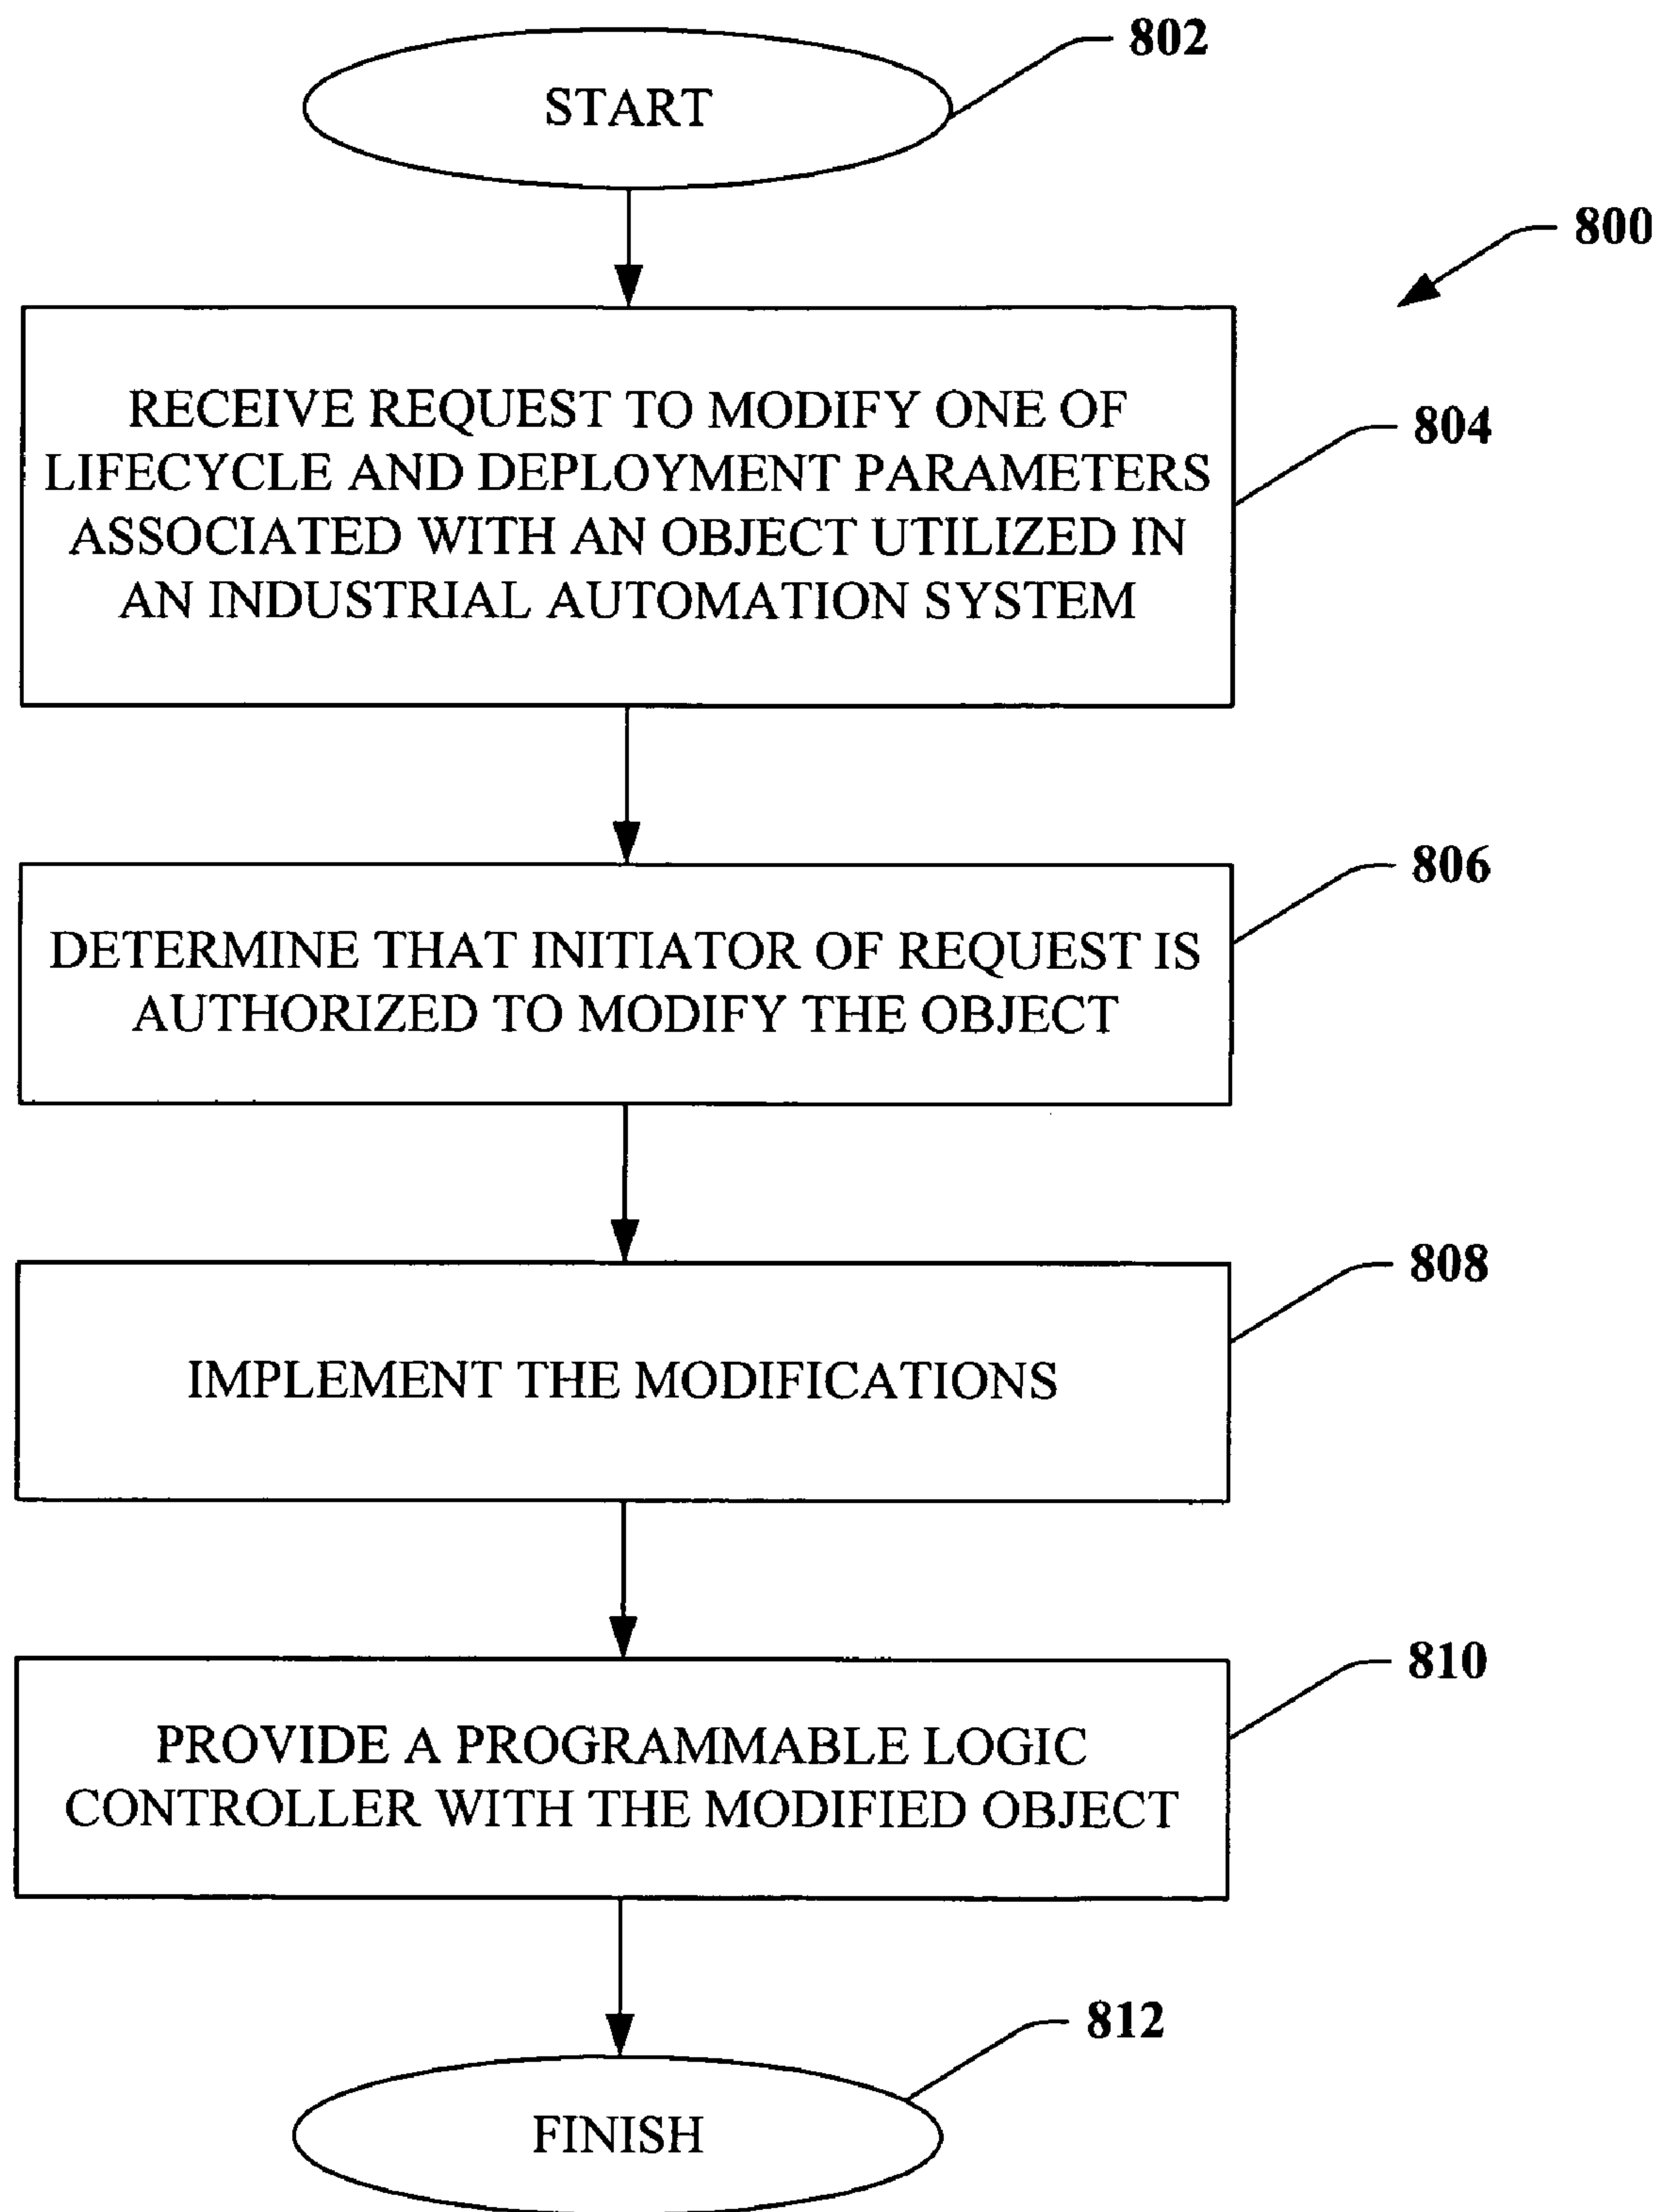 802
START
800
RECEIVE REQUEST TO MODIFY ONE OF
LIFECYCLE AND DEPLOYMENT PARAMETERS
ASSOCIATED WITH AN OBJECT UTILIZED IN
AN INDUSTRIAL AUTOMATION SYSTEM
804
806
DETERMINE THAT INITIATOR OF REQUEST IS
AUTHORIZED TO MODIFY THE OBJECT
808
IMPLEMENT THE MODIFICATIONS
810
PROVIDE A PROGRAMMABLE LOGIC
CONTROLLER WITH THE MODIFIED OBJECT
812
FINISH